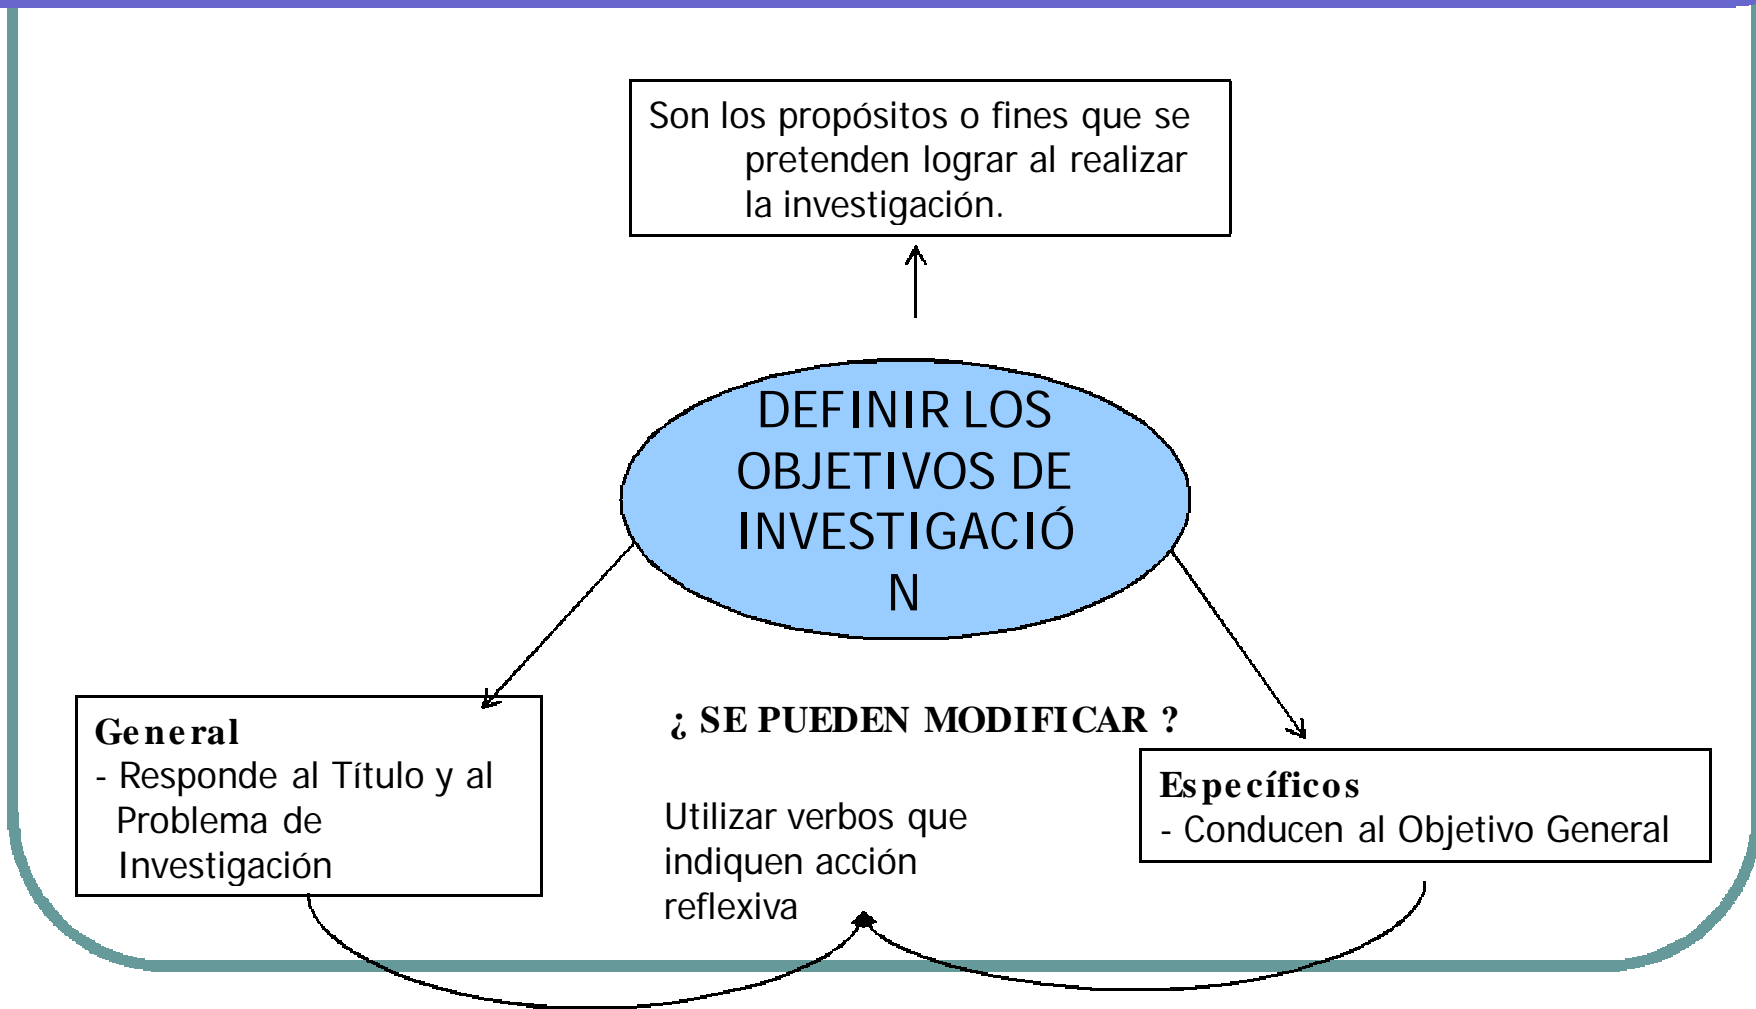 Son los propósitos o fines que se
pretenden lograr al realizar
la investigación.
DEFINIR LOS
OBJETIVOS DE
INVESTIGACIÓ
N
General
- Responde al Título y al
Problema de
Investigación
¿ SE PUEDEN MODIFICAR ?
Utilizar verbos que
indiquen acción
reflexiva
Específicos
- Conducen al Objetivo General